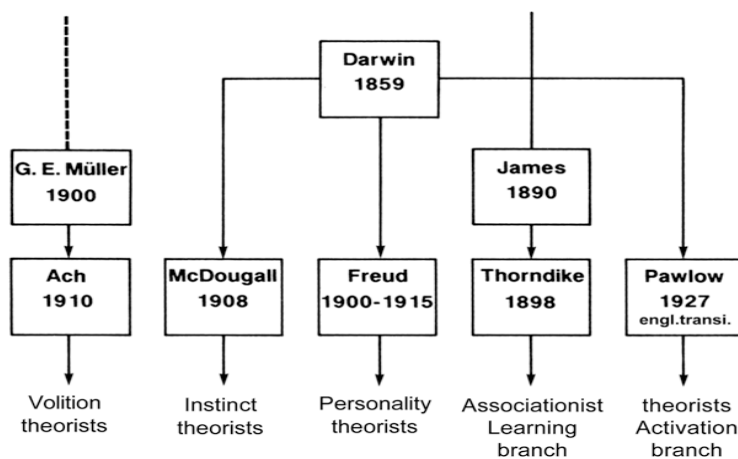 Darwin
1859
G. E. Müller
1900
James
1890
Ach
1910
McDougall
1908
Freud
1900-1915
Thorndike
1898
Pawlow
1927
engl.transi.
Volition
theorists
Instinct
theorists
Personality
theorists
Associationist
Learning
branch
theorists
Activation
branch